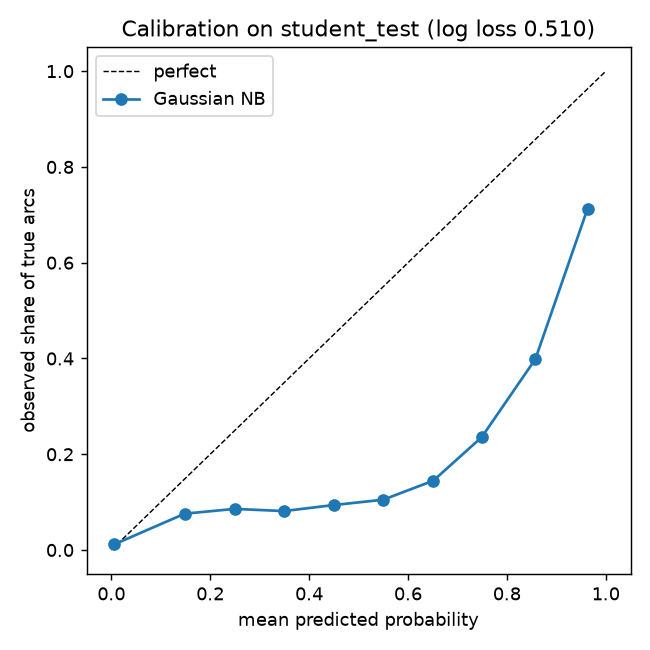 Calibration on student_test (log loss 0.510)
perfect
Gaussian NB
1.0
0.8
0.6
0.4
0.2
0.0
observed share of true arcs
0.0 0.2 0.4 0.6 0.8 1.0
mean predicted probability